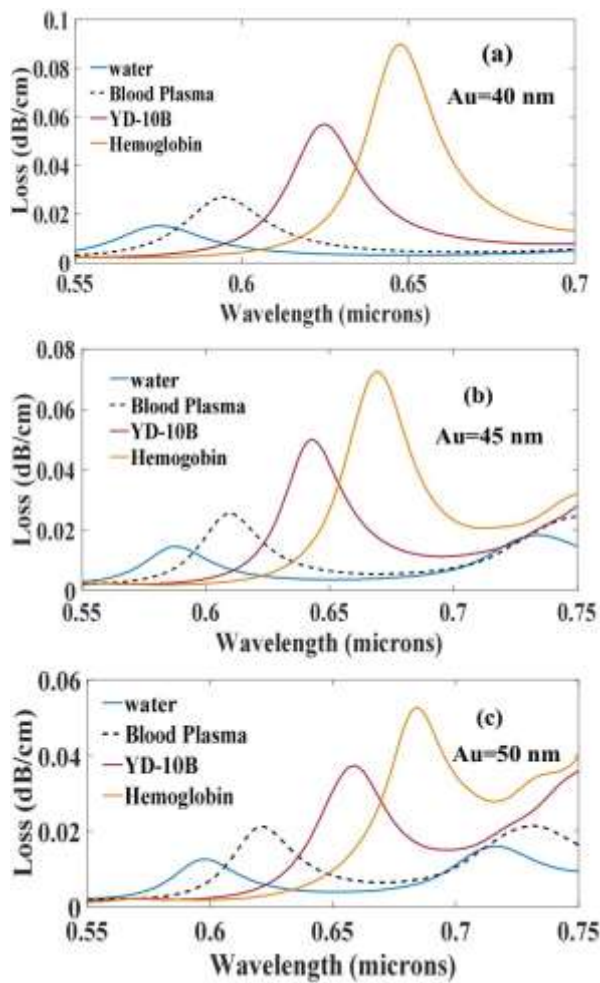 0.1
(a)
water
0.08
Blood Plasma
Au=40 nm
YD-10B
0.06
Hemoglobin
0.04
0.02
0
Loss (dB/cm)
0.55
0.6
0.65
0.7
Wavelength (microns)
0.08
water
(b)
Blood Plasma
0.06
YD-10B
Au=45 nm
Hemogobin
0.04
0.02
0
Loss (dB/cm)
0.55
0.6
0.65
0.7
0.75
Wavelength (microns)
0.06
water
(c)
Blood Plasma
Au=50 nm
YD-10B
0.04
Hemoglobin
0.02
0
Loss (dB/cm)
0.55
0.6
0.65
0.7
0.75
Wavelength (microns)